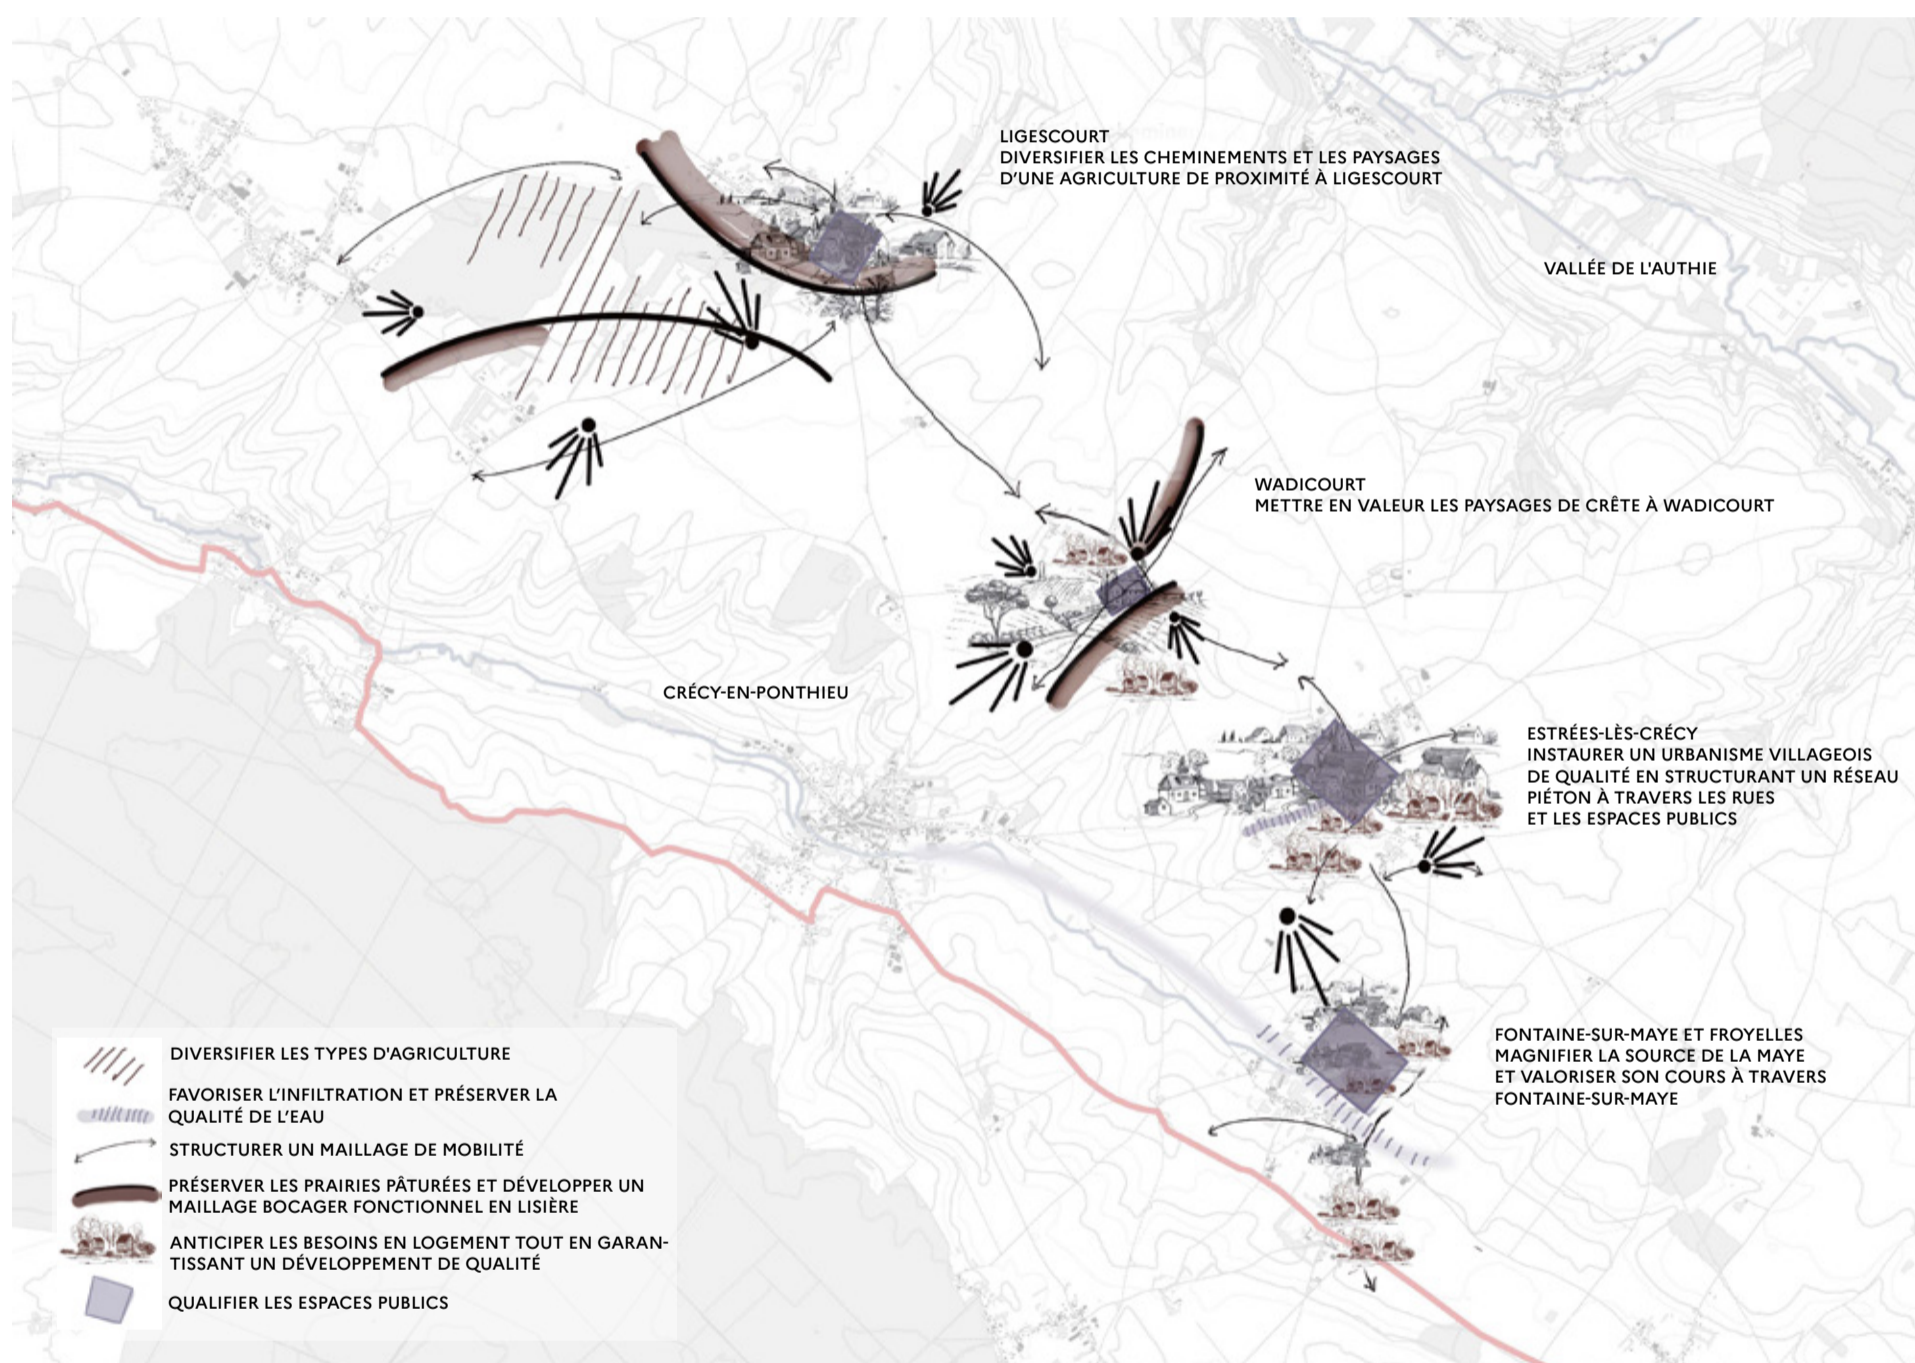 LIGESCOURT
DIVERSIFIER LES CHEMINEMENTS ET LES PAYSAGES
D'UNE AGRICULTURE DE PROXIMITÉ À LIGESCOURT
VALLÉE DE L'AUTHIE
WADICOURT
METTRE EN VALEUR LES PAYSAGES DE CRÊTE À WADICOURT
CRÉCY-EN-PONTHIEU
ESTRÉES-LÈS-CRÉCY
INSTAURER UN URBANISME VILLAGEOIS
DE QUALITÉ EN STRUCTURANT UN RÉSEAU
PIÉTON À TRAVERS LES RUES
ET LES ESPACES PUBLICS
FONTAINE-SUR-MAYE ET FROYELLES
MAGNIFIER LA SOURCE DE LA MAYE
ET VALORISER SON COURS À TRAVERS
FONTAINE-SUR-MAYE
DIVERSIFIER LES TYPES D'AGRICULTURE
FAVORISER L'INFILTRATION ET PRÉSERVER LA
QUALITÉ DE L'EAU
STRUCTURER UN MAILLAGE DE MOBILITÉ
PRÉSERVER LES PRAIRIES PÂTURÉES ET DÉVELOPPER UN
MAILLAGE BOCAGER FONCTIONNEL EN LISIÈRE
ANTICIPER LES BESOINS EN LOGEMENT TOUT EN GARAN-
TISSANT UN DÉVELOPPEMENT DE QUALITÉ
QUALIFIER LES ESPACES PUBLICS